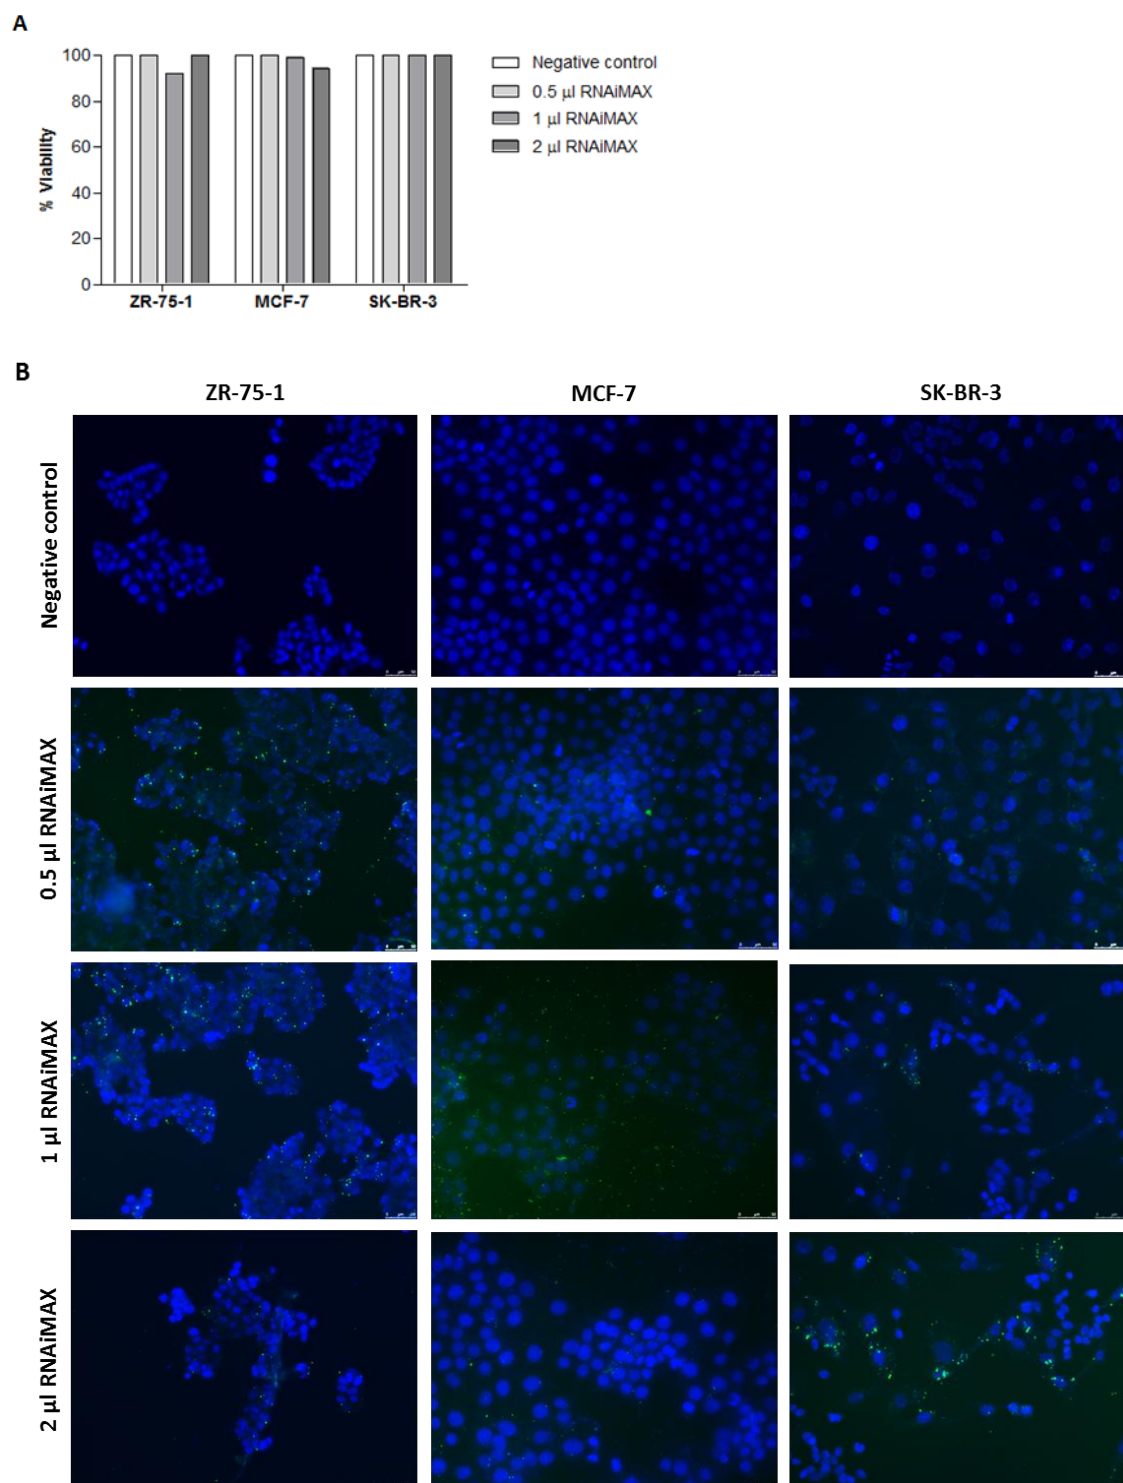 A
100
80
60
40
20
0
% Viability
ZR-75-1 MCF-7 SK-BR-3
Negative control
0.5 µl RNAiMAX
1 µl RNAiMAX
2 µl RNAiMAX
B
ZR-75-1 MCF-7 SK-BR-3
Negative control
0.5 µl RNAiMAX
1 µl RNAiMAX
2 µl RNAiMAX